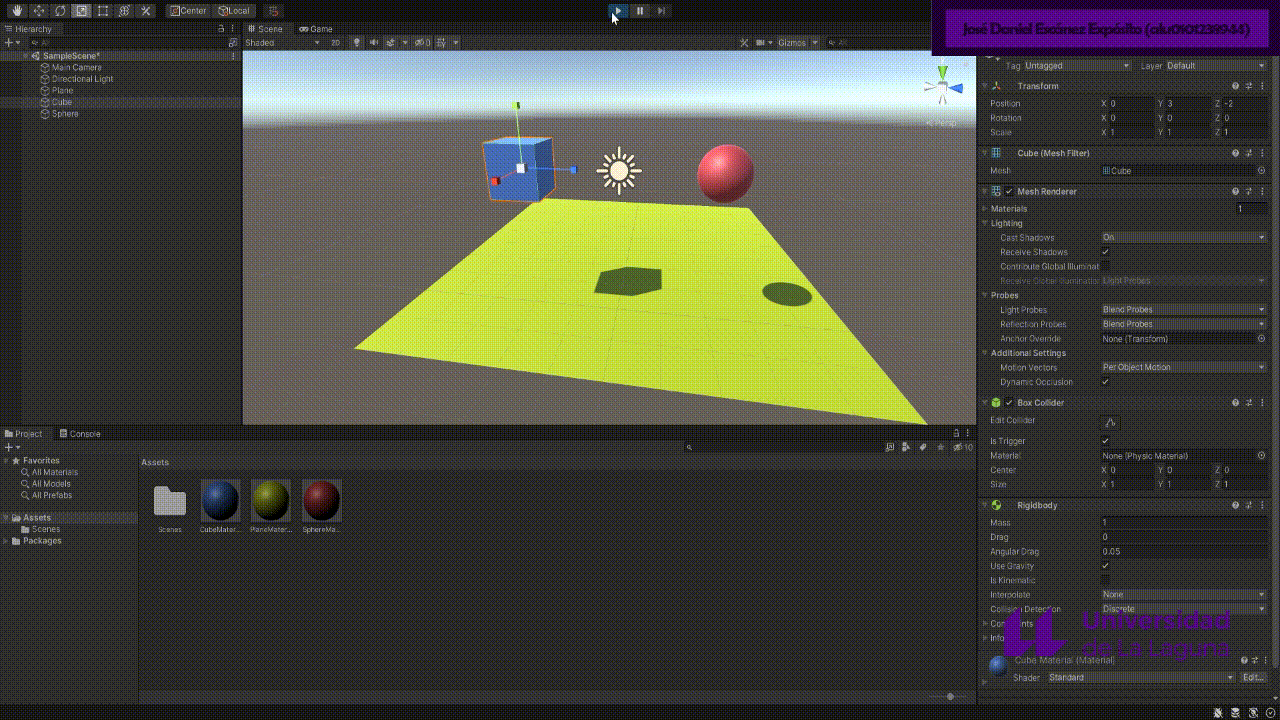 Center
Local
José Daniel Escánez Expósito (alu0101238944)
Hierarchy
Scene
Game
All
Shaded
2D
0
Gizmos
All
SampleScene*
Main Camera
Directional Light
Plane
Cube
Sphere
Persp
Tag Untagged Layer Default
Transform
Position X 0 Y 3 Z -2
Rotation X 0 Y 0 Z 0
Scale X 1 Y 1 Z 1
Cube (Mesh Filter)
Mesh Cube
Mesh Renderer
Materials 1
Lighting
Cast Shadows On
Receive Shadows
Contribute Global Illuminat
Receive Global Illuminatio Light Probes
Probes
Light Probes Blend Probes
Reflection Probes Blend Probes
Anchor Override None (Transform)
Additional Settings
Motion Vectors Per Object Motion
Dynamic Occlusion
Box Collider
Edit Collider
Is Trigger
Material None (Physic Material)
Center X 0 Y 0 Z 0
Size X 1 Y 1 Z 1
Rigidbody
Mass 1
Drag 0
Angular Drag 0.05
Use Gravity
Is Kinematic
Interpolate None
Collision Detection Discrete
Constraints
Info
Universidad
de La Laguna
Cube Material (Material)
Shader Standard Edit...
Project
Console
10
Favorites
All Materials
All Models
All Prefabs
Assets
Scenes
Packages
Assets
Scenes
CubeMater...
PlaneMater...
SphereMa...